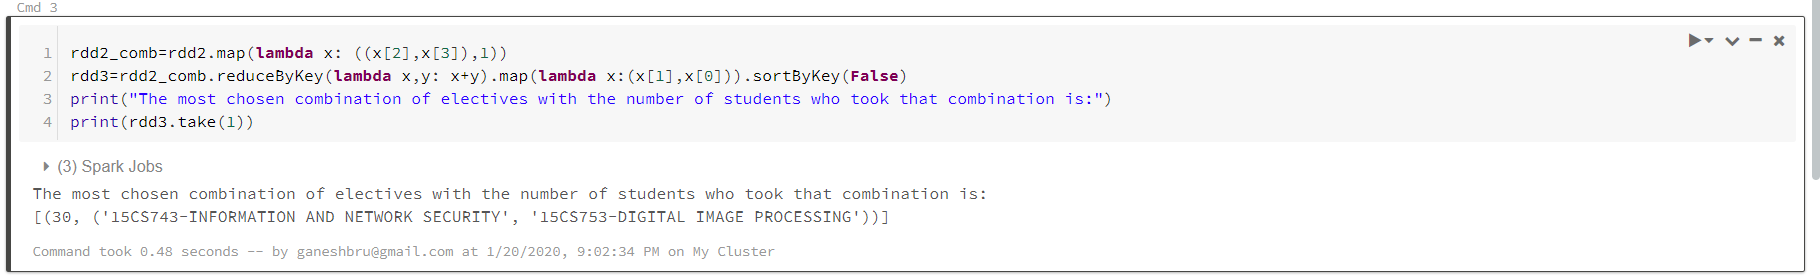 Cmd 3
1 rdd2_comb=rdd2.map(lambda x: ((x[2],x[3]),1))
2 rdd3=rdd2_comb.reduceByKey(lambda x,y: x+y).map(lambda x:(x[1],x[0])).sortByKey(False)
3 print("The most chosen combination of electives with the number of students who took that combination is:")
4 print(rdd3.take(1))
(3) Spark Jobs
The most chosen combination of electives with the number of students who took that combination is:
[(30, ('15CS743-INFORMATION AND NETWORK SECURITY', '15CS753-DIGITAL IMAGE PROCESSING'))]
Command took 0.48 seconds -- by ganeshbru@gmail.com at 1/20/2020, 9:02:34 PM on My Cluster